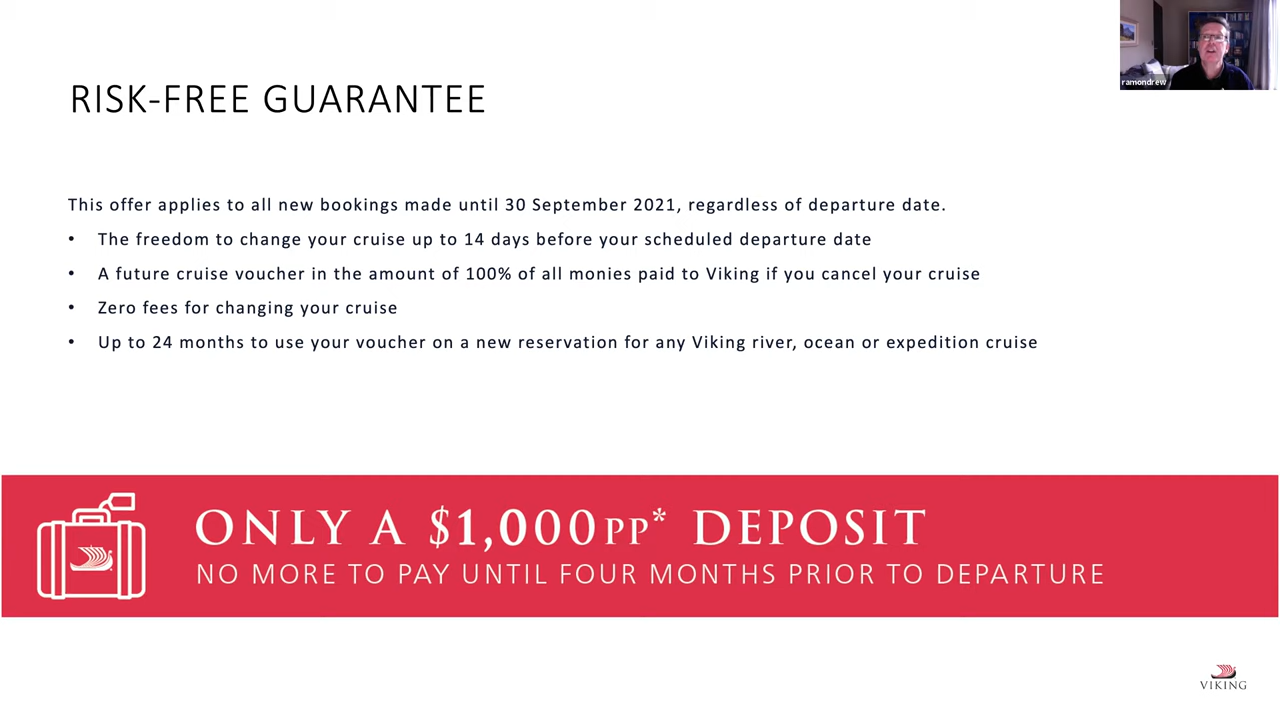 ramondrew
RISK-FREE GUARANTEE
This offer applies to all new bookings made until 30 September 2021, regardless of departure date.
• The freedom to change your cruise up to 14 days before your scheduled departure date
• A future cruise voucher in the amount of 100% of all monies paid to Viking if you cancel your cruise
• Zero fees for changing your cruise
• Up to 24 months to use your voucher on a new reservation for any Viking river, ocean or expedition cruise
ONLY A $1,000PP* DEPOSIT
NO MORE TO PAY UNTIL FOUR MONTHS PRIOR TO DEPARTURE
VIKING